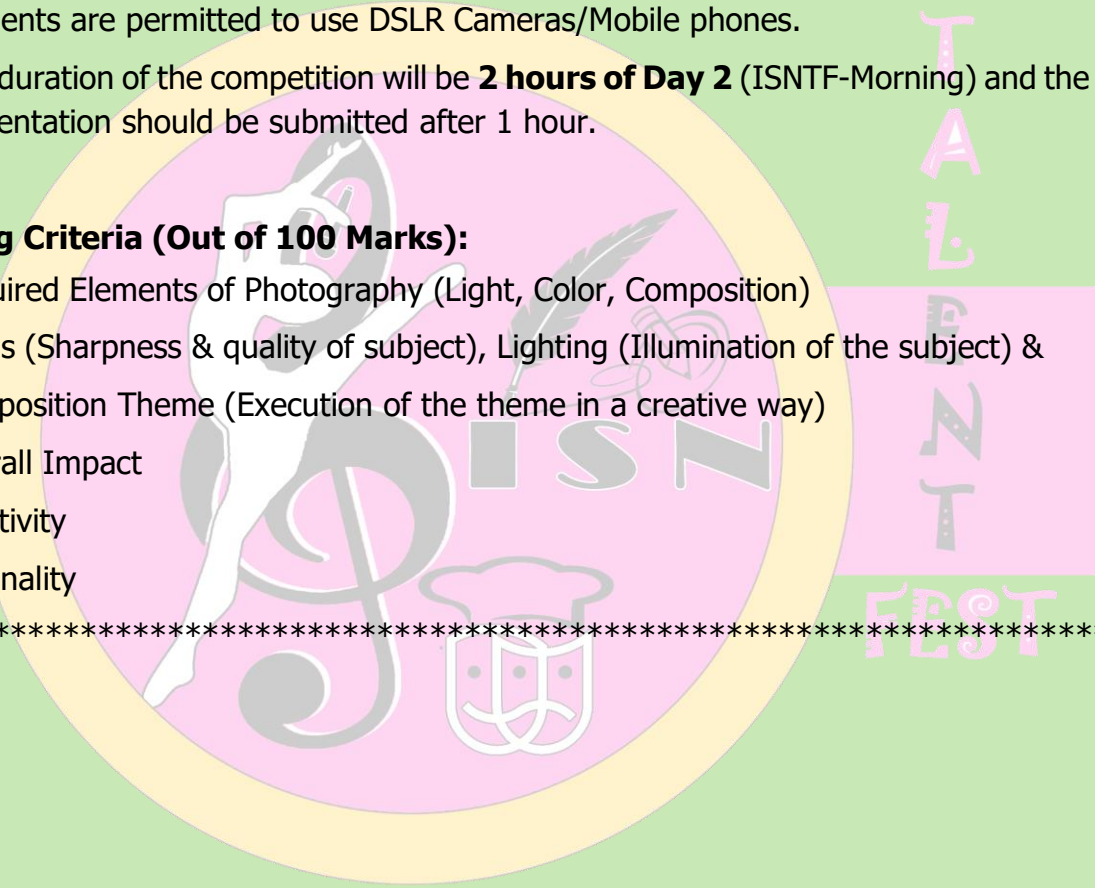 ents are permitted to use DSLR Cameras/Mobile phones.
duration of the competition will be 2 hours of Day 2 (ISNTF-Morning) and the
entation should be submitted after 1 hour.
g Criteria (Out of 100 Marks):
uired Elements of Photography (Light, Color, Composition)
s (Sharpness & quality of subject), Lighting (Illumination of the subject) &
position Theme (Execution of the theme in a creative way)
rall Impact
tivity
nality
*********************************************************************
ISN
TALENT
FEST